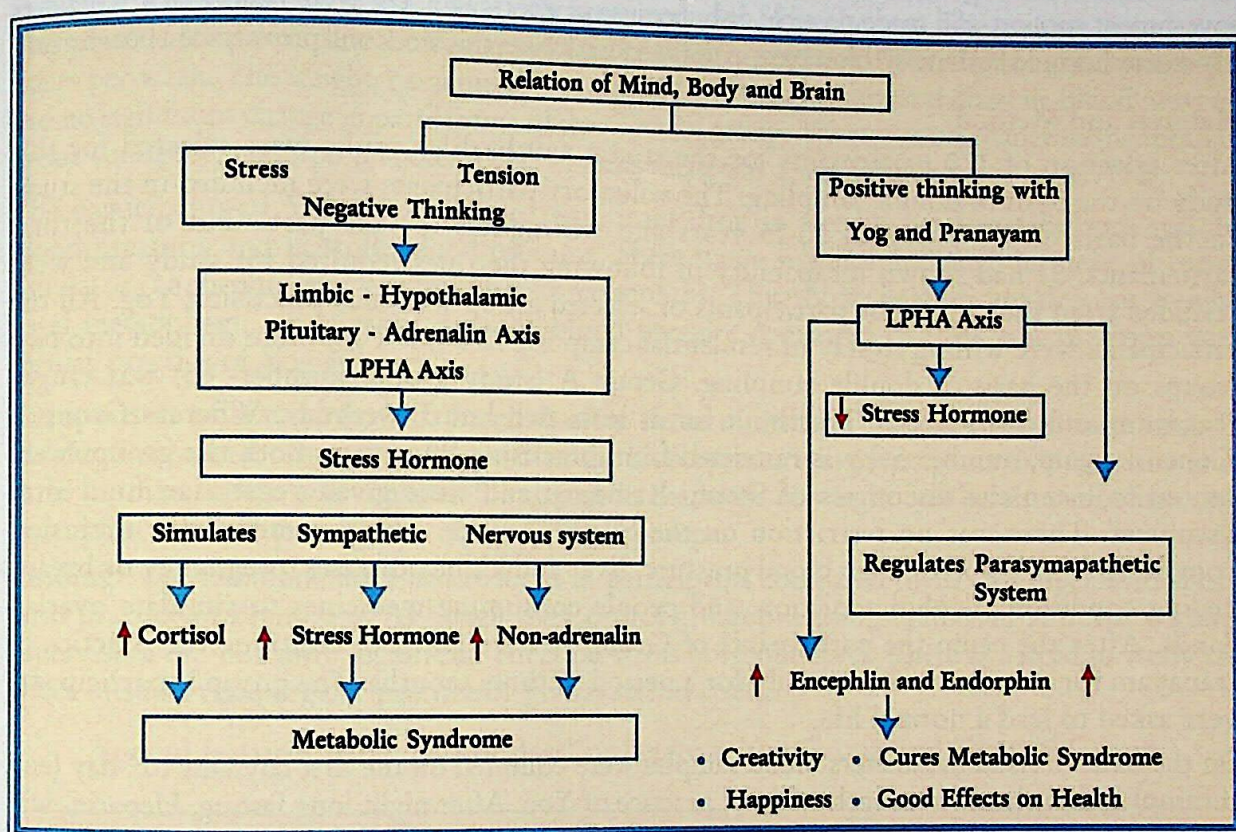 Relation of Mind, Body and Brain
Stress Tension
Negative Thinking
Positive thinking with
Yog and Pranayam
Limbic - Hypothalamic
Pituitary - Adrenalin Axis
LPHA Axis
LPHA Axis
Stress Hormone
Stress Hormone
Simulates Sympathetic Nervous system
Regulates Parasymapathetic
System
Cortisol Stress Hormone Non-adrenalin
Encephlin and Endorphin
Metabolic Syndrome
• Creativity • Cures Metabolic Syndrome
• Happiness • Good Effects on Health